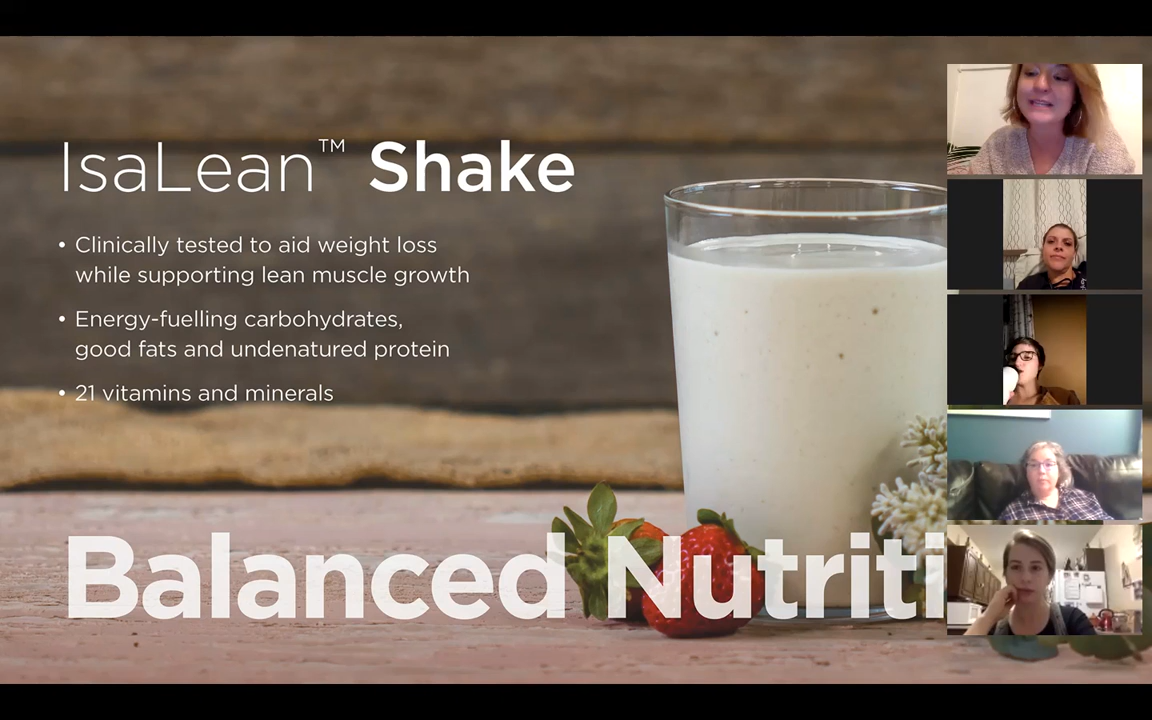 IsaLean™ Shake
• Clinically tested to aid weight loss
while supporting lean muscle growth
• Energy-fuelling carbohydrates,
good fats and undenatured protein
• 21 vitamins and minerals
Balanced Nutriti